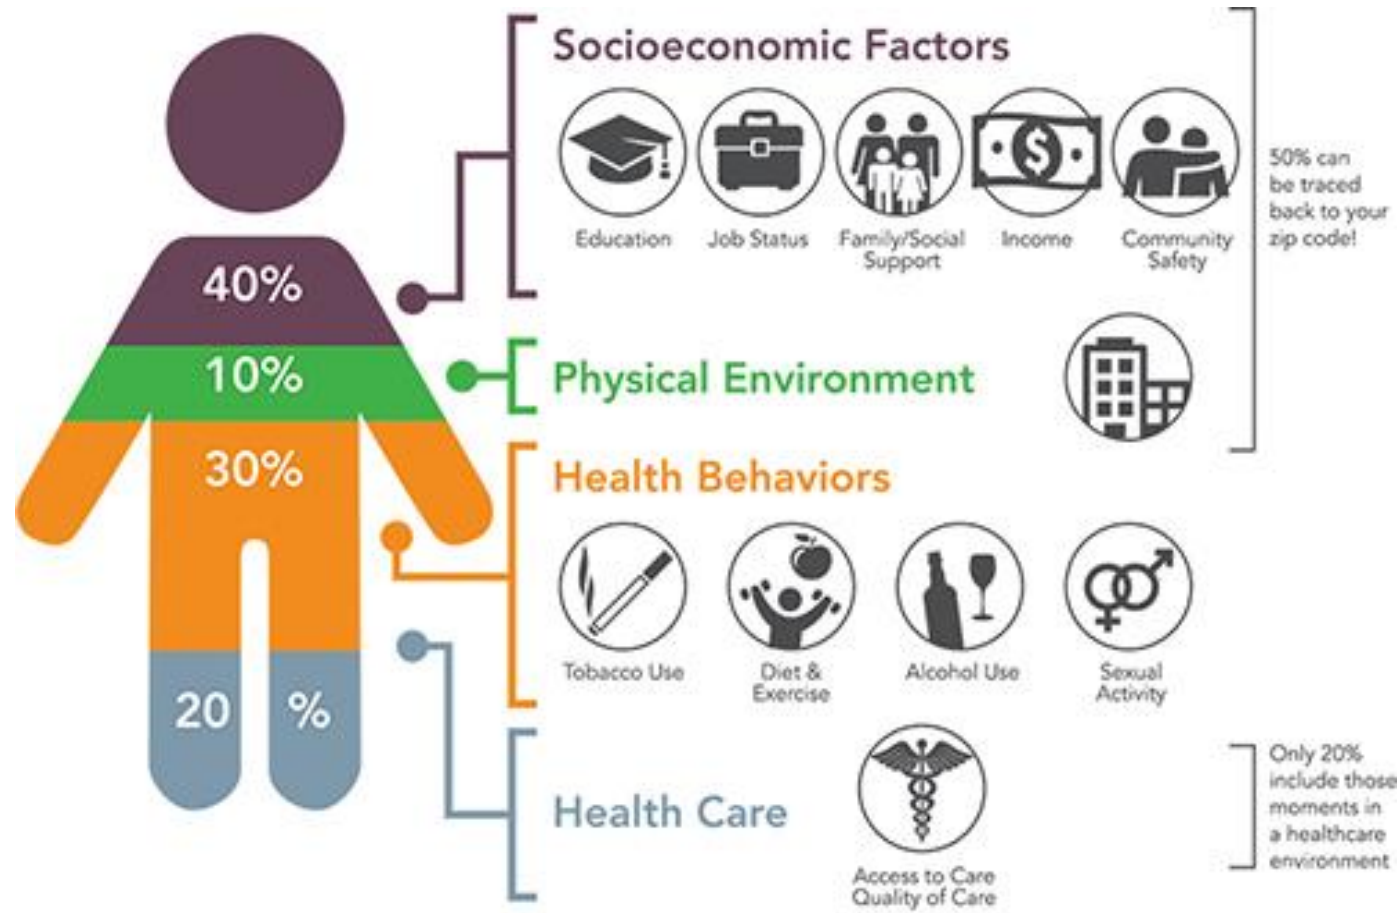 Socioeconomic Factors
Education
Job Status
Family/Social
Support
Income
Community
Safety
50% can
be traced
back to your
zip code!
40%
10%
Physical Environment
30%
Health Behaviors
Tobacco Use
Diet &
Exercise
Alcohol Use
Sexual
Activity
20 %
Health Care
Access to Care
Quality of Care
Only 20%
include those
moments in
a healthcare
environment